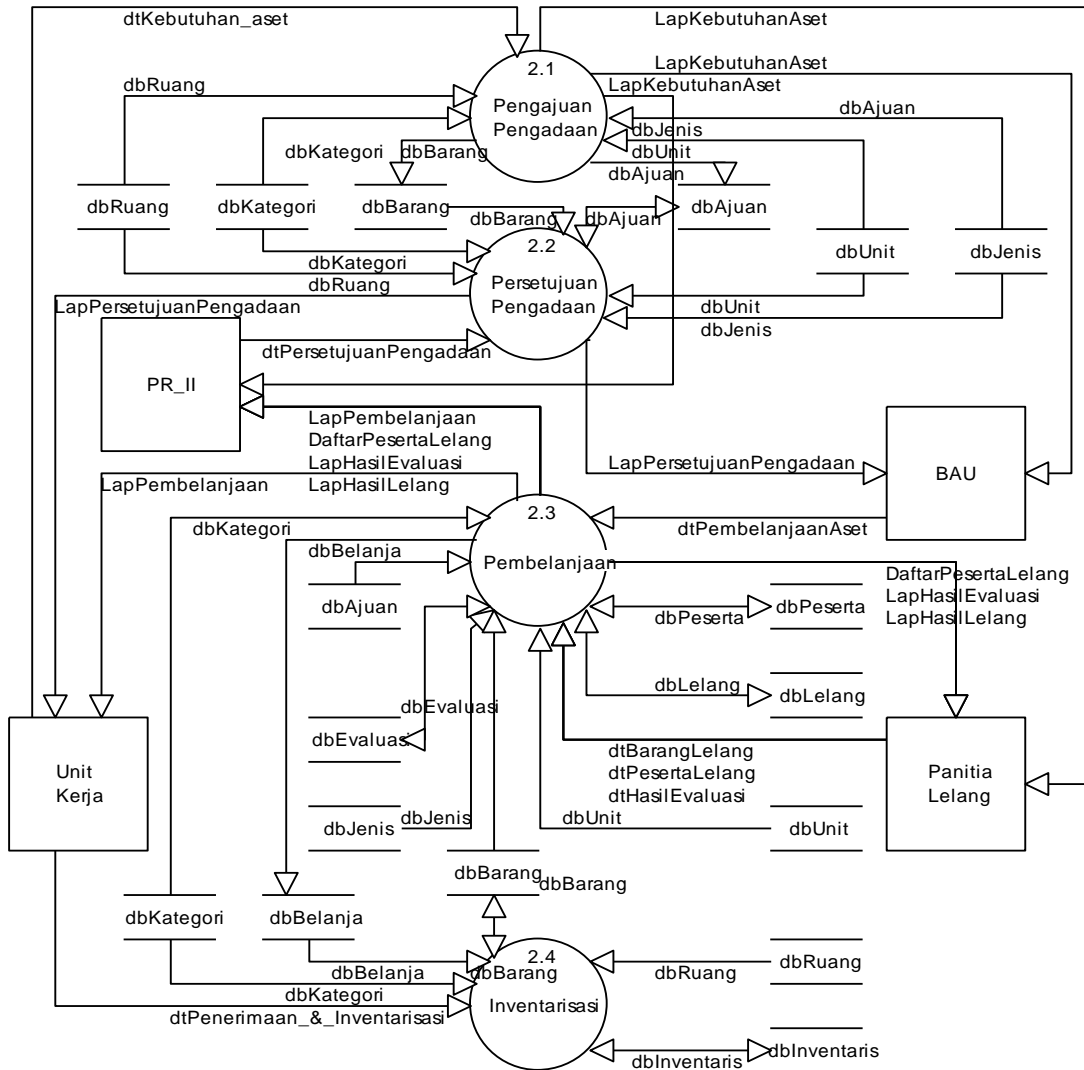 dtKebutuhan_aset
LapKebutuhanAset
2.1
LapKebutuhanAset
dbRuang
LapKebutuhanAset
Pengajuan
Pengadaan
dbAjuan
dbJenis
dbKategori
dbBarang
dbUnit
dbAjuan
dbRuang
dbKategori
dbBarang
dbBarang
dbAjuan
dbAjuan
2.2
dbUnit
dbJenis
dbKategori
dbRuang
Persetujuan
Pengadaan
LapPersetujuanPengadaan
dbUnit
dbJenis
dtPersetujuanPengadaan
PR_II
LapPembelanjaan
DaftarPesertaLelang
LapHasilEvaluasi
LapHasilLelang
LapPembelanjaan
LapPersetujuanPengadaan
BAU
2.3
dbKategori
dtPembelanjaanAset
dbBelanja
Pembelanjaan
DaftarPesertaLelang
LapHasilEvaluasi
LapHasilLelang
dbAjuan
dbPeserta
dbPeserta
dbLelang
dbLelang
dbEvaluasi
dbEvaluasi
dtBarangLelang
dtPesertaLelang
dtHasilEvaluasi
Unit
Kerja
Panitia
Lelang
dbJenis
dbJenis
dbUnit
dbUnit
dbBarang
dbBarang
dbKategori
dbBelanja
2.4
dbBelanja
dbBarang
dbRuang
dbRuang
dbKategori
Inventarisasi
dtPenerimaan_&_Inventarisasi
dbInventaris
dbInventaris